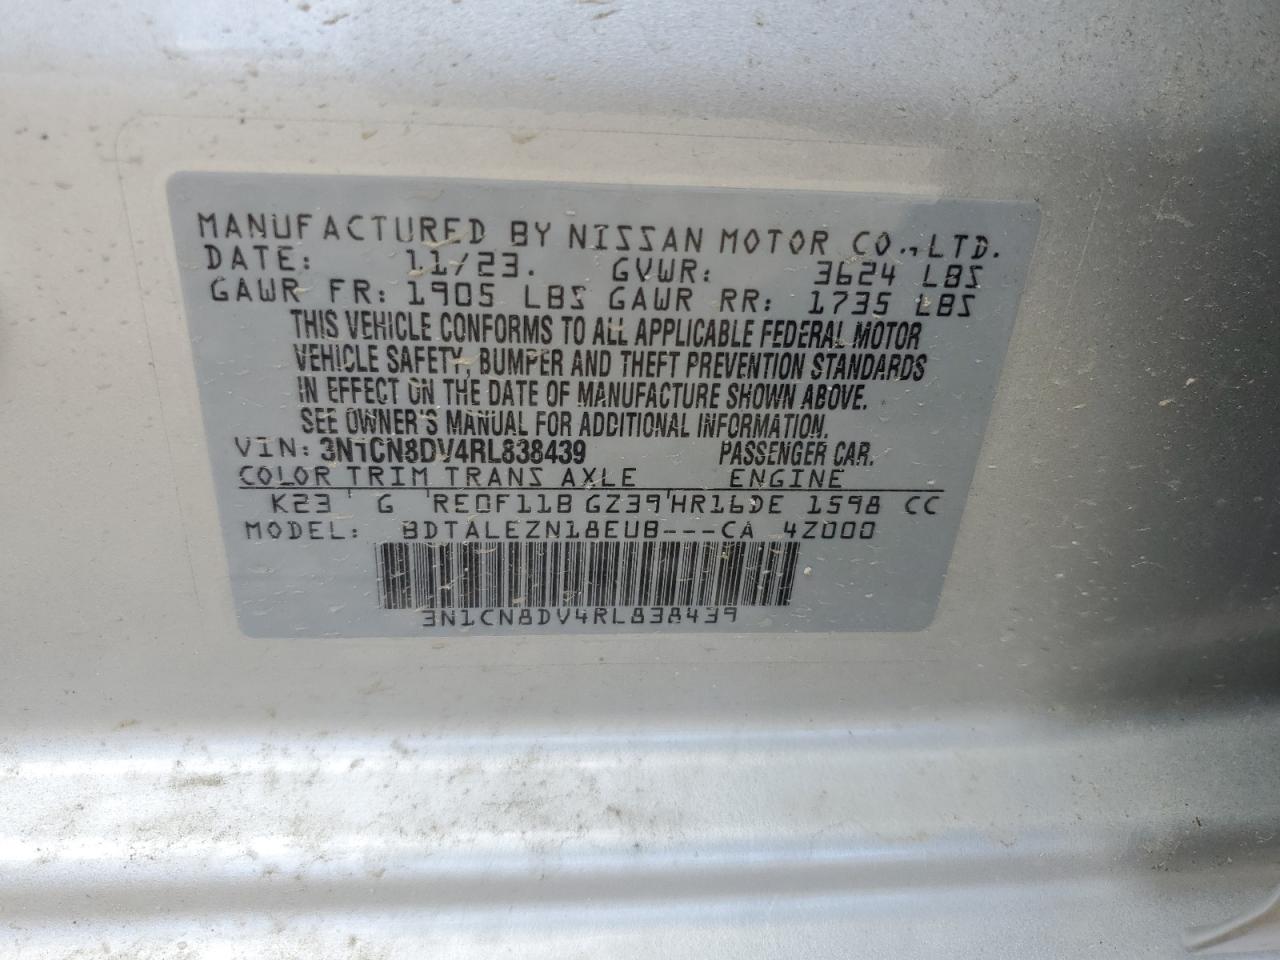 MANUFACTURED BY NISSAN MOTOR CO., LTD.
DATE: 11/23. GVWR: 3624 LBS
GAWR FR: 1905 LBS GAWR RR: 1735 LBS
THIS VEHICLE CONFORMS TO ALL APPLICABLE FEDERAL MOTOR
VEHICLE SAFETY, BUMPER AND THEFT PREVENTION STANDARDS
IN EFFECT ON THE DATE OF MANUFACTURE SHOWN ABOVE.
SEE OWNER'S MANUAL FOR ADDITIONAL INFORMATION.
VIN: 3N1CN8DV4RL838439 PASSENGER CAR.
COLOR TRIM TRANS AXLE ENGINE
K23 G RE0F11B GZ39 HR16DE 1598 CC
MODEL: BDTALEZN18EUB---CA 4Z000
3N1CN8DV4RL838439